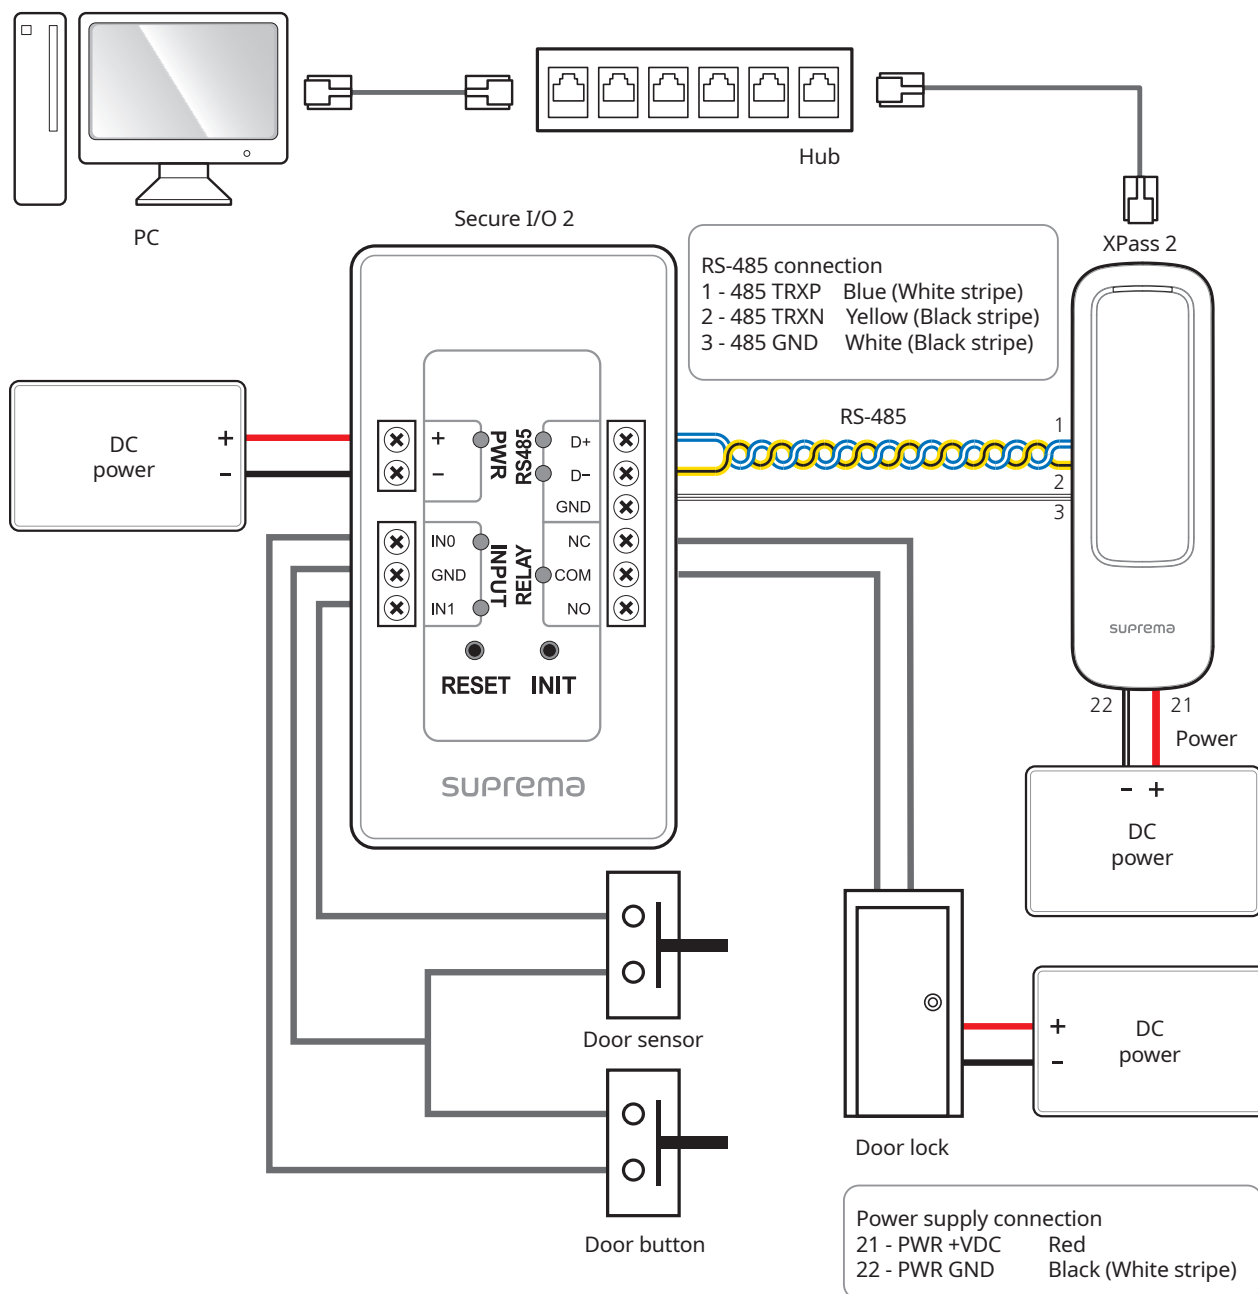 PC
Hub
Secure I/O 2
XPass 2
RS-485 connection
1 - 485 TRXP Blue (White stripe)
2 - 485 TRXN Yellow (Black stripe)
3 - 485 GND White (Black stripe)
DC
power
+
−
+
−
PWR
RS485
D+
D−
GND
IN0
GND
IN1
INPUT
RELAY
NC
COM
NO
RESET
INIT
suprema
RS-485
1
2
3
suprema
22
21
Power
− +
DC
power
Door sensor
Door button
Door lock
+
−
DC
power
Power supply connection
21 - PWR +VDC Red
22 - PWR GND Black (White stripe)